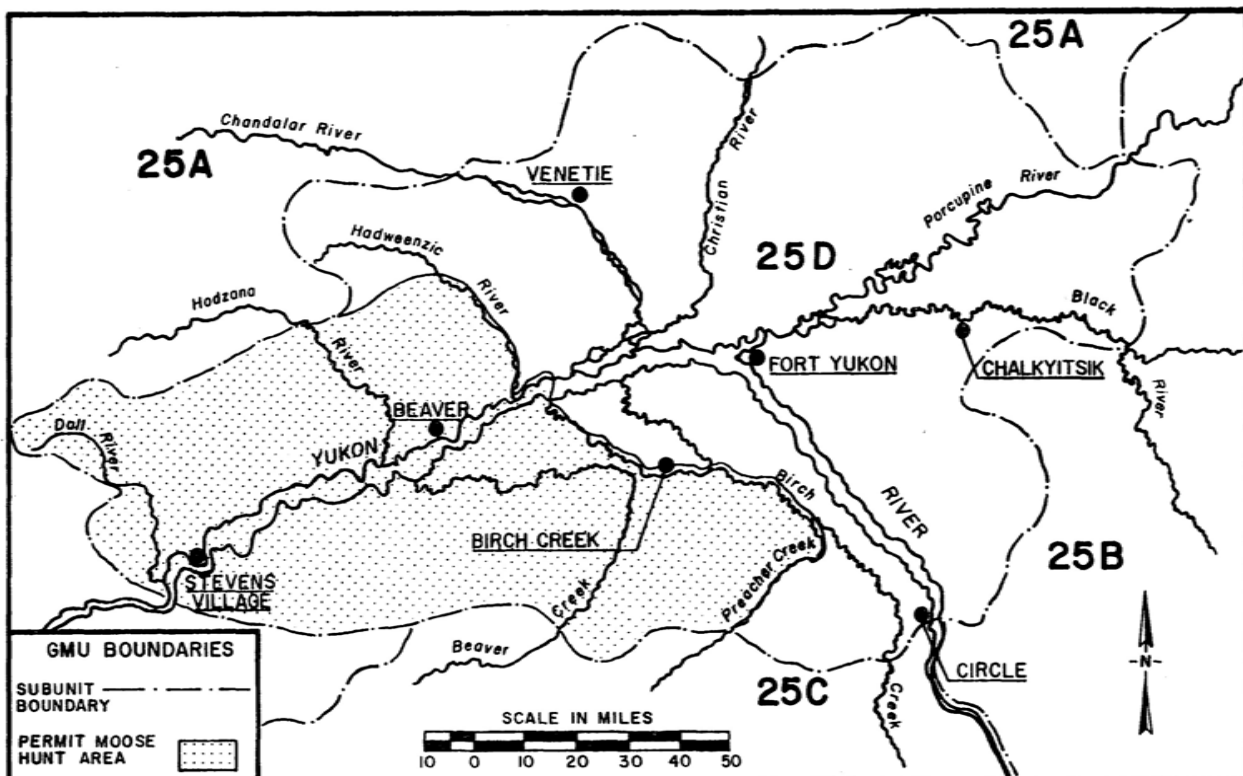 25A
Chandalar River
25A
VENETIE
Christian River
Porcupine River
Hadweenzic River
25D
Hodzana River
Black River
FORT YUKON
CHALKYITSIK
BEAVER
Dall River
YUKON RIVER
Birch Creek
BIRCH CREEK
25B
STEVENS
VILLAGE
Preacher Creek
Beaver Creek
25C
CIRCLE
N
GMU BOUNDARIES
SUBUNIT
BOUNDARY
PERMIT MOOSE
HUNT AREA
SCALE IN MILES
10 0 10 20 30 40 50